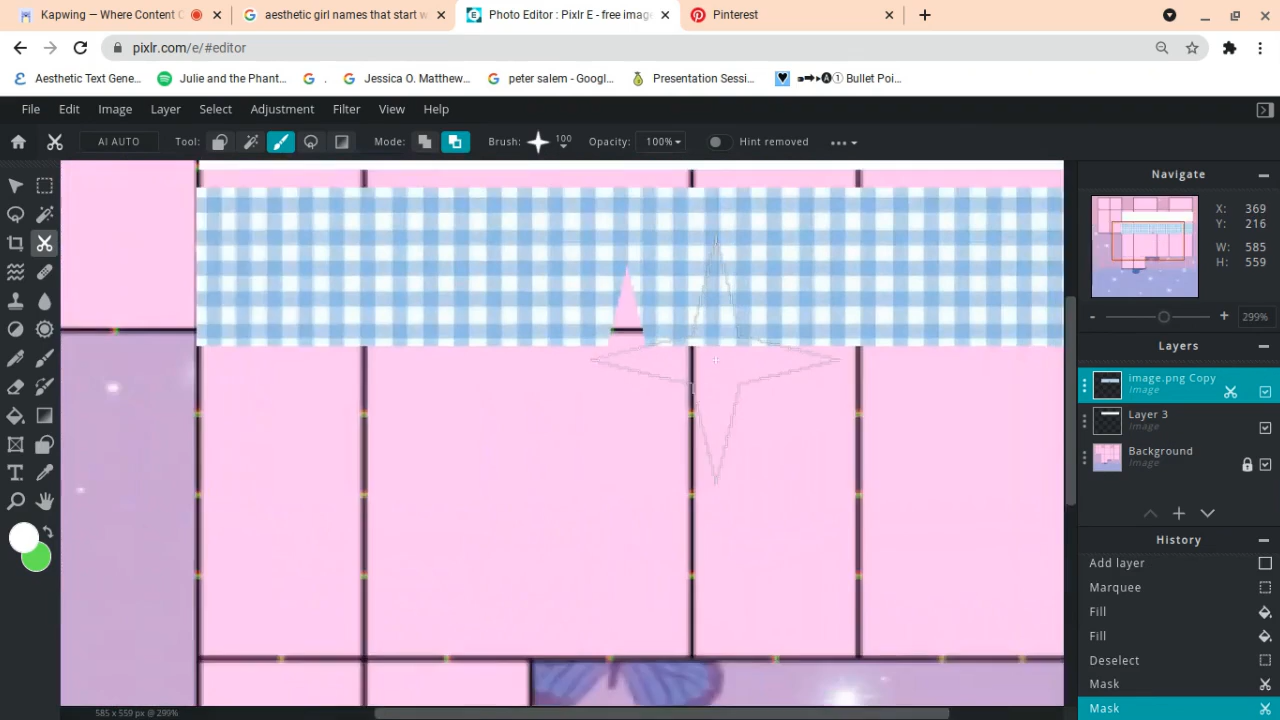 Kapwing — Where Content C
aesthetic girl names that start w
Photo Editor : Pixlr E - free imag
Pinterest
pixlr.com/e/#editor
Aesthetic Text Gene...
Julie and the Phant...
.
Jessica O. Matthew...
peter salem - Googl...
Presentation Sessi...
Bullet Poi...
File Edit Image Layer Select Adjustment Filter View Help
AI AUTO Tool: Mode: Brush: 100 Opacity: 100% Hint removed
Navigate
X: 369
Y: 216
W: 585
H: 559
299%
Layers
image.png Copy
Image
Layer 3
Image
Background
Image
History
Add layer
Marquee
Fill
Fill
Deselect
Mask
Mask
585 x 559 px @ 299%